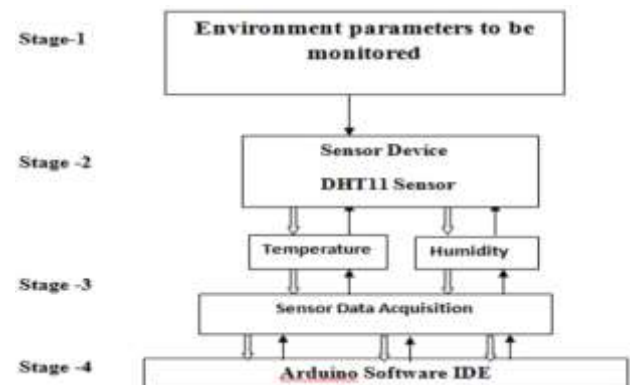 Stage-1
Environment parameters to be
monitored
Stage -2
Sensor Device
DHT11 Sensor
Temperature
Humidity
Stage -3
Sensor Data Acquisition
Stage -4
Arduino Software IDE